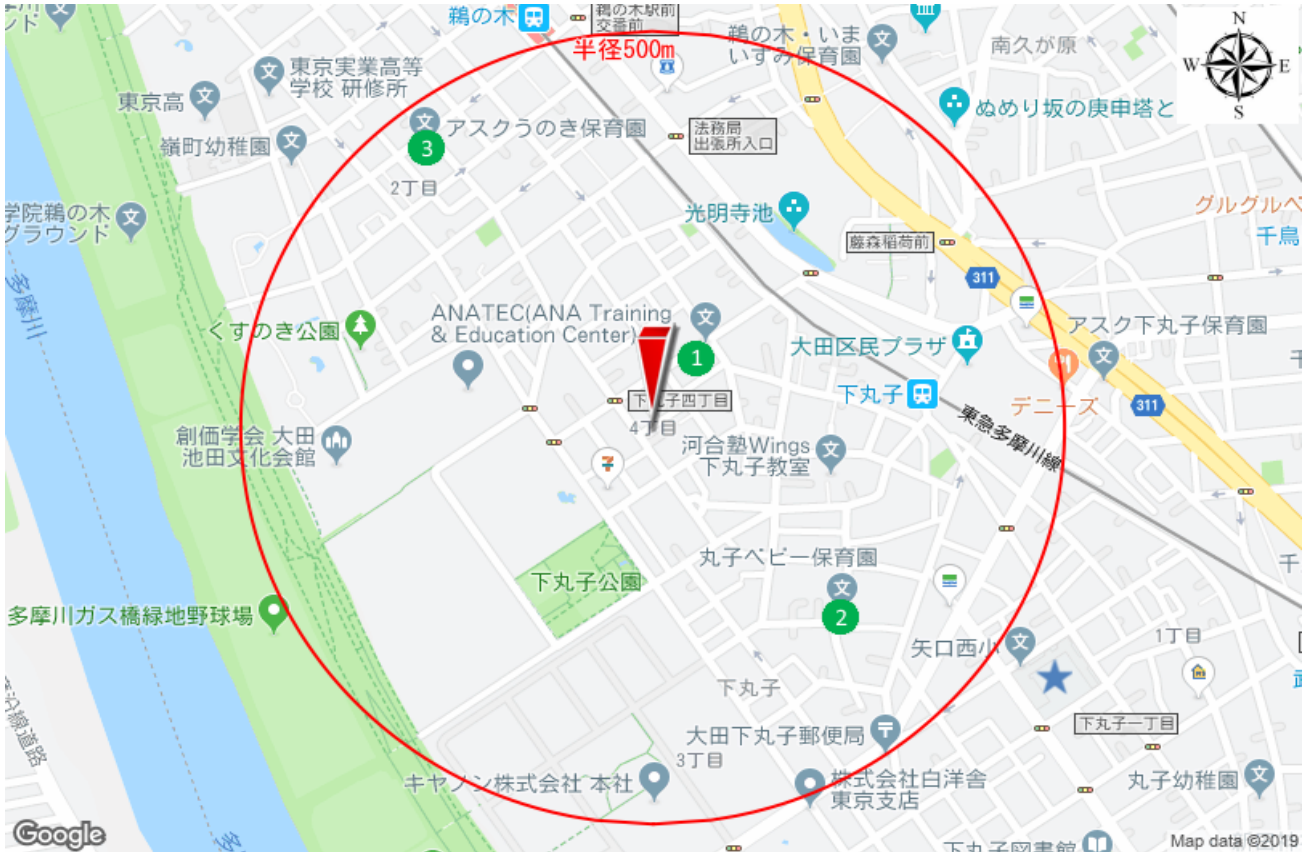 鵜の木
鵜の木駅前
交番前
半径500m
鵜の木・いま
いずみ保育園
南久が原
N
W
E
S
東京実業高等
学校 研修所
東京高
アスクうのき保育園
法務局
出張所入口
ぬめり坂の庚申塔と
嶺町幼稚園
3
2丁目
学院鵜の木
グラウンド
光明寺池
グルグルベ
千鳥
藤森稲荷前
311
多摩川
ANATEC(ANA Training
& Education Center)
くすのき公園
1
大田区民プラザ
アスク下丸子保育園
下丸子四丁目
4丁目
下丸子
デニーズ
311
東急多摩川線
創価学会 大田
池田文化会館
河合塾Wings
下丸子教室
7
丸子ベビー保育園
下丸子公園
多摩川ガス橋緑地野球場
2
矢口西小
1丁目
下丸子
下丸子一丁目
大田下丸子郵便局
3丁目
キヤノン株式会社 本社
株式会社白洋舎
東京支店
丸子幼稚園
沿線道路
下丸子図書館
Google
Map data ©2019